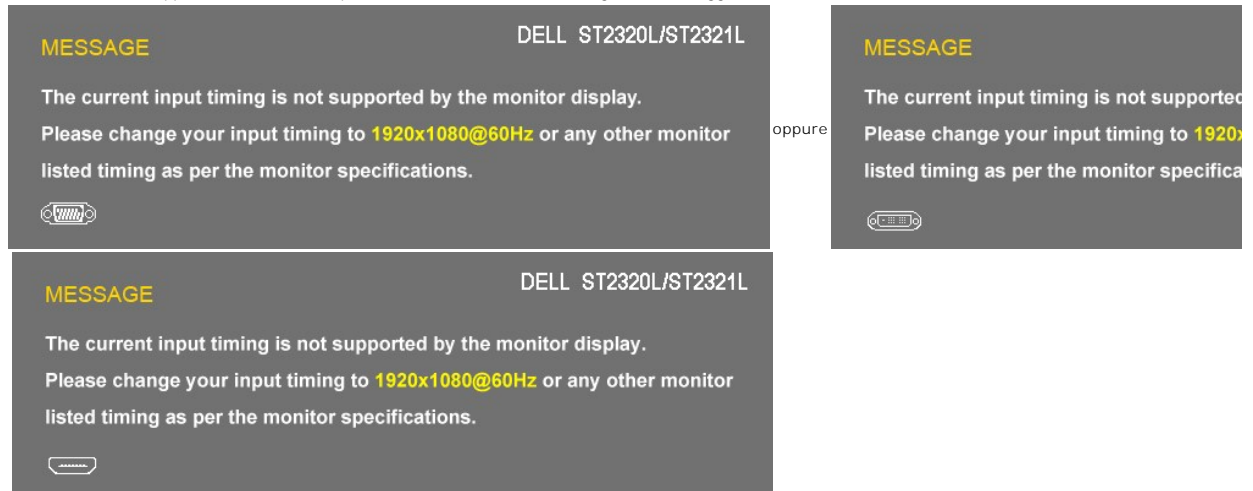 MESSAGE DELL ST2320L/ST2321L
The current input timing is not supported by the monitor display.
Please change your input timing to 1920x1080@60Hz or any other monitor
listed timing as per the monitor specifications.
oppure
MESSAGE
The current input timing is not supported
Please change your input timing to 1920x
listed timing as per the monitor specifica
MESSAGE DELL ST2320L/ST2321L
The current input timing is not supported by the monitor display.
Please change your input timing to 1920x1080@60Hz or any other monitor
listed timing as per the monitor specifications.